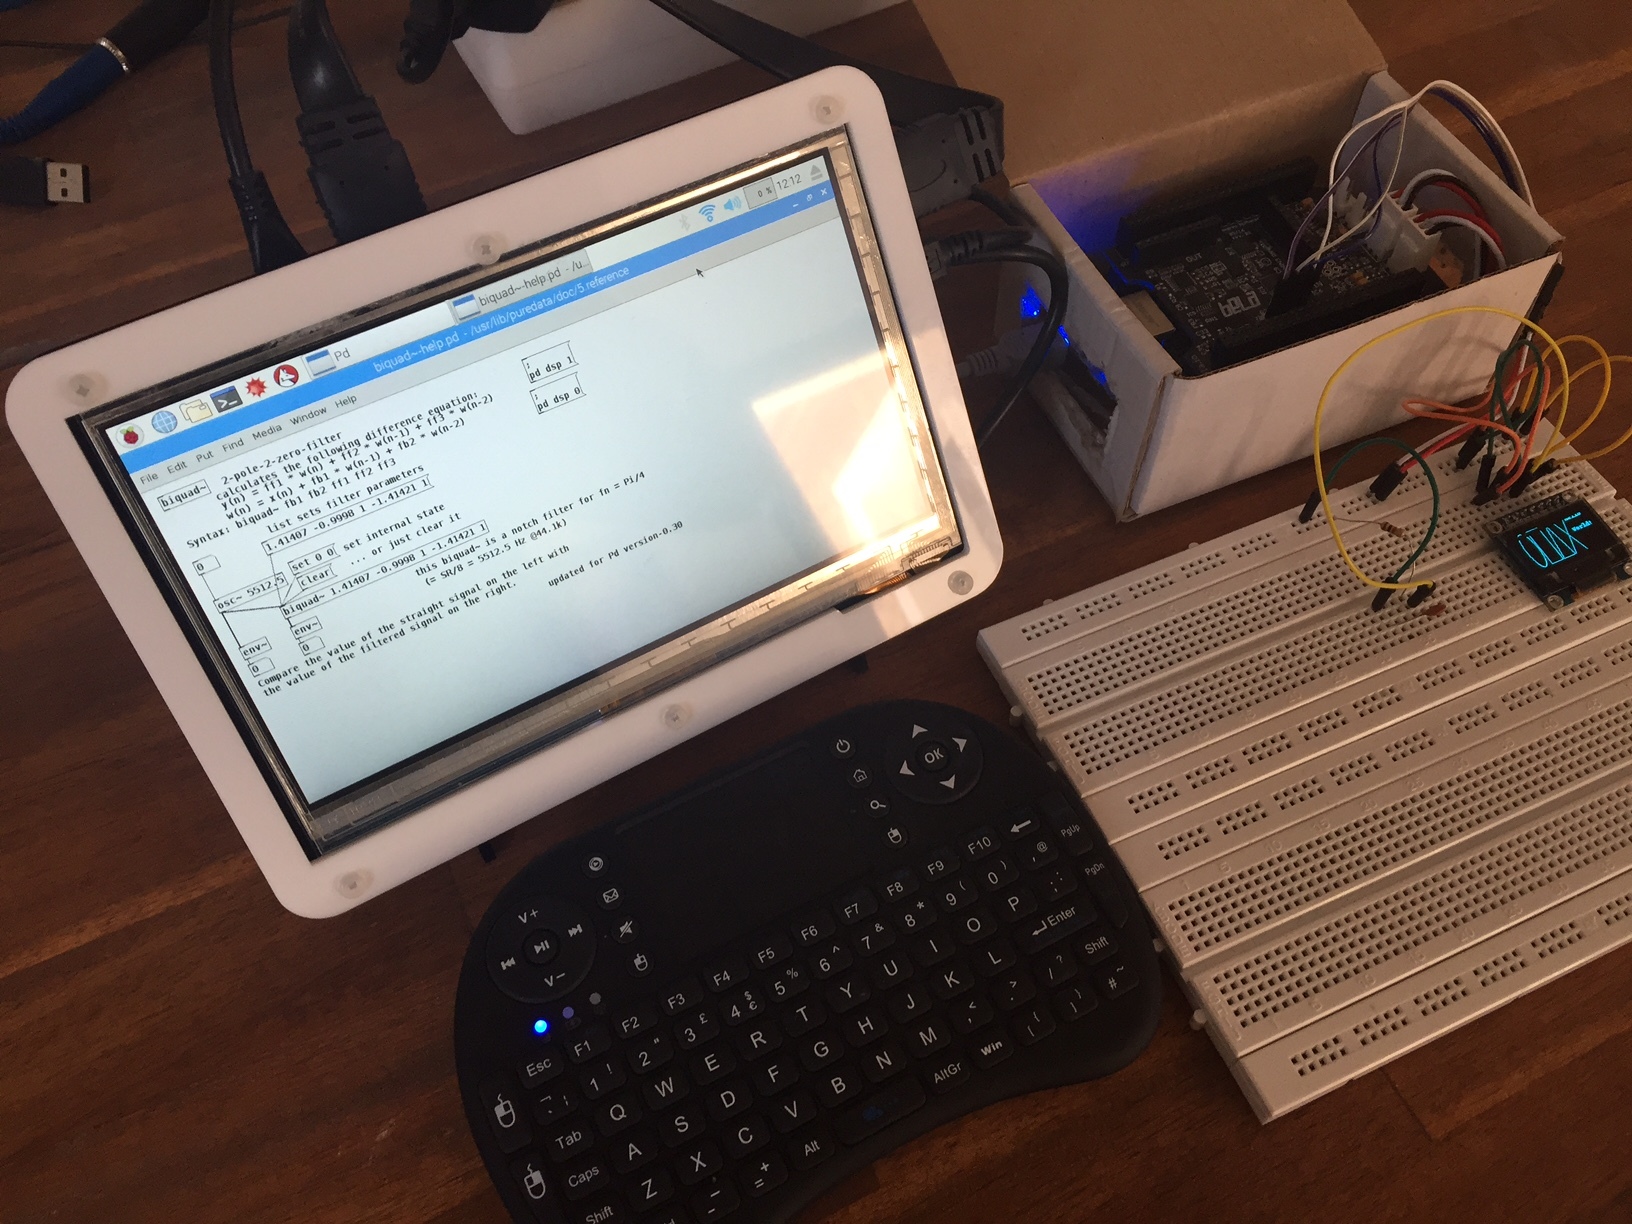 12:12
0 %
Pd
biquad~-help.pd - /u...
biquad~-help.pd - /usr/lib/puredata/doc/5.reference
File Edit Put Find Media Window Help
biquad~
2-pole-2-zero-filter
calculates the following difference equation:
y(n) = ff1 * w(n) + ff2 * w(n-1) + ff3 * w(n-2)
w(n) = x(n) + fb1 * w(n-1) + fb2 * w(n-2)
Syntax: biquad~ fb1 fb2 ff1 ff2 ff3
;
pd dsp 1
;
pd dsp 0
list sets filter parameters
1.41407 -0.9998 1 -1.41421 1
0
set 0 0
set internal state
clear
... or just clear it
osc~ 5512.5
biquad~ 1.41407 -0.9998 1 -1.41421 1
this biquad~ is a notch filter for fn = Pi/4
(= SR/8 = 5512.5 Hz @44.1k)
env~
env~
0
0
Compare the value of the straight signal on the left with
the value of the filtered signal on the right.
updated for Pd version-0.30
OUT
Bela
OK
V+
V-
PgUp
PgDn
Esc F1 F2 F3 F4 F5 F6 F7 F8 F9 F10
1 ! 2 " 3 £ 4 $ € 5 % 6 ^ 7 & 8 * 9 ( 0 ) ' @
Tab Q W E R T Y U I O P ; :
Caps A S D F G H J K L Enter
Shift Z X C V B N M , < . > / ? Shift
- _ = + Alt AltGr Win [ { ] } # ~